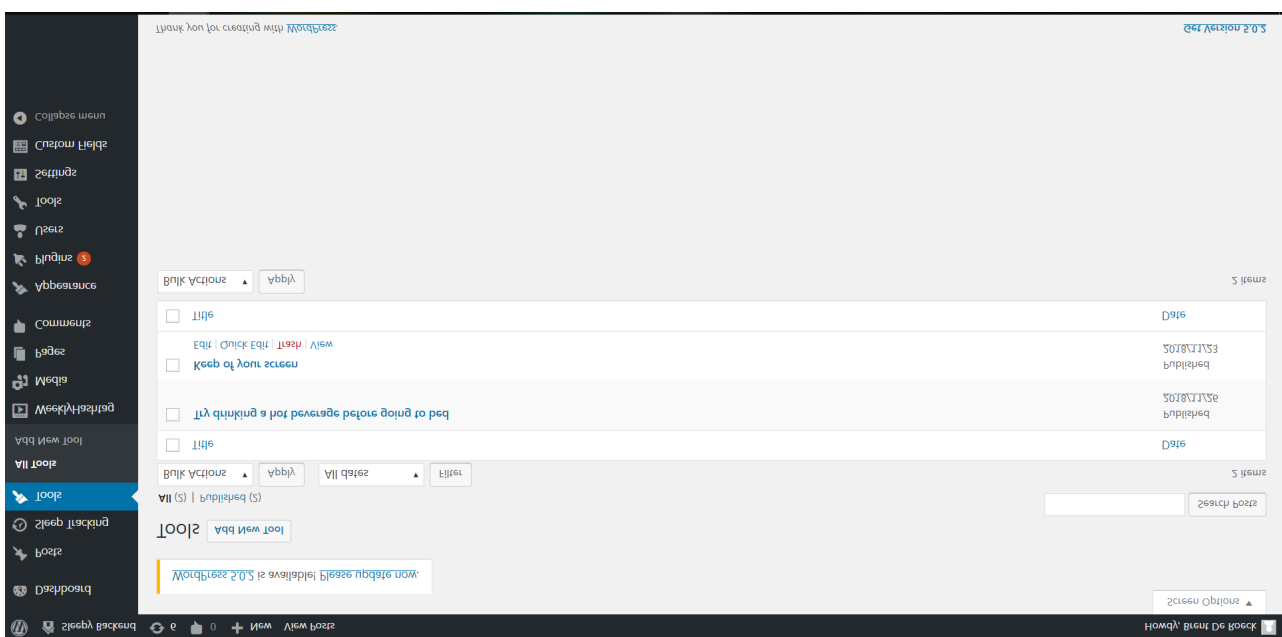 Sleepy Backend 6 0 New View Posts Howdy, Brent De Roeck
Screen Options ▼
Dashboard
Posts
Sleep Tracking
Tools
All Tools
Add New Tool
WeeklyHashtag
Media
Pages
Comments
Appearance
Plugins 2
Users
Tools
Settings
Custom Fields
Collapse menu
WordPress 5.0.2 is available! Please update now.
Tools Add New Tool
All (2) | Published (2) Search Posts
Bulk Actions Apply All dates Filter 2 items
Title Date
Try drinking a hot beverage before going to bed Published
2018/11/26
Keep of your screen Published
Edit | Quick Edit | Trash | View 2018/11/23
Title Date
Bulk Actions Apply 2 items
Thank you for creating with WordPress. Get Version 5.0.2